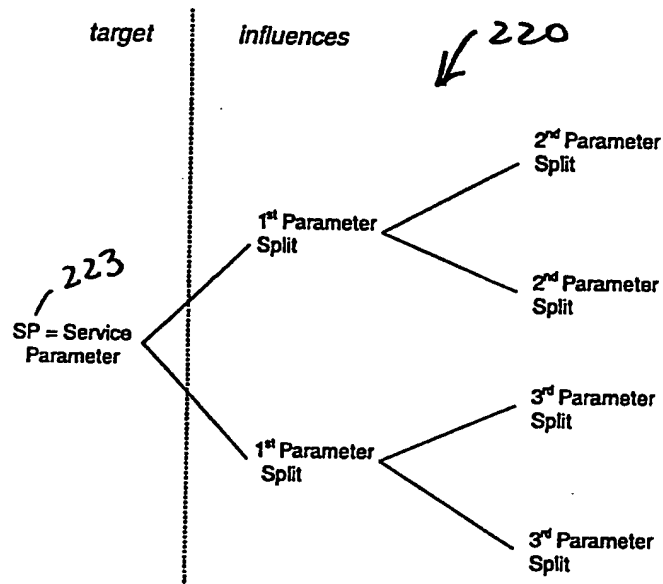 target
influences
220
2nd Parameter
Split
1st Parameter
Split
2nd Parameter
Split
223
SP = Service
Parameter
3rd Parameter
Split
1st Parameter
Split
3rd Parameter
Split